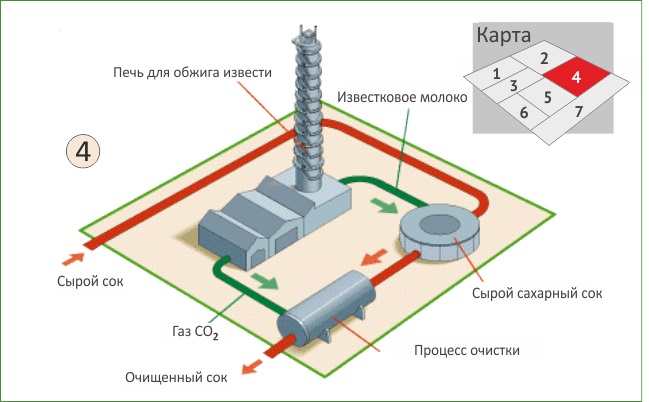 Карта
1
2
3
4
5
6
7
Печь для обжига извести
Известковое молоко
4
Сырой сок
Сырой сахарный сок
Газ CO₂
Процесс очистки
Очищенный сок